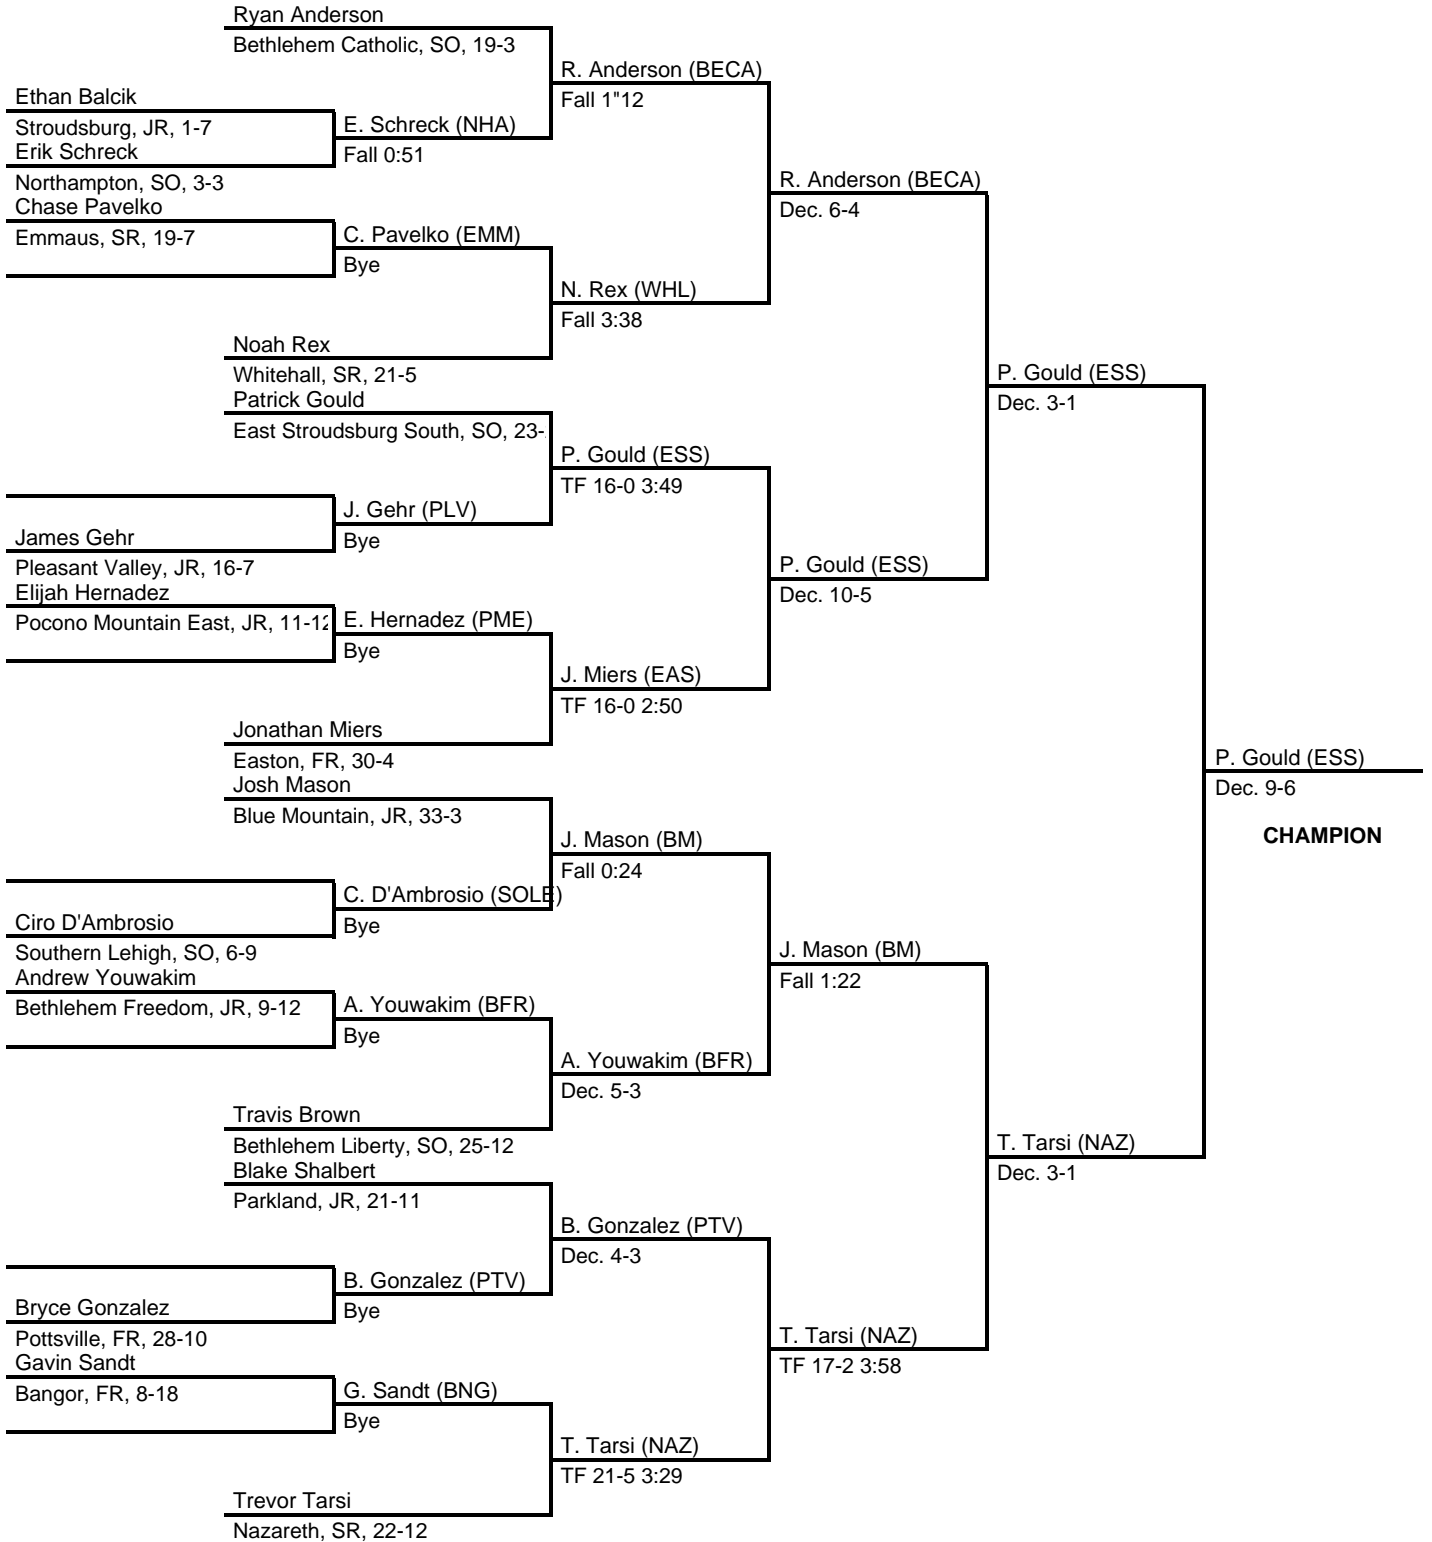 Ryan Anderson
Bethlehem Catholic, SO, 19-3
R. Anderson (BECA)
Fall 1"12
Ethan Balcik
Stroudsburg, JR, 1-7
E. Schreck (NHA)
Fall 0:51
Erik Schreck
Northampton, SO, 3-3
R. Anderson (BECA)
Dec. 6-4
Chase Pavelko
Emmaus, SR, 19-7
C. Pavelko (EMM)
Bye
N. Rex (WHL)
Fall 3:38
Noah Rex
Whitehall, SR, 21-5
P. Gould (ESS)
Dec. 3-1
Patrick Gould
East Stroudsburg South, SO, 23-
P. Gould (ESS)
TF 16-0 3:49
J. Gehr (PLV)
Bye
James Gehr
Pleasant Valley, JR, 16-7
P. Gould (ESS)
Dec. 10-5
Elijah Hernadez
Pocono Mountain East, JR, 11-12
E. Hernadez (PME)
Bye
J. Miers (EAS)
TF 16-0 2:50
Jonathan Miers
Easton, FR, 30-4
P. Gould (ESS)
Dec. 9-6
CHAMPION
Josh Mason
Blue Mountain, JR, 33-3
J. Mason (BM)
Fall 0:24
C. D'Ambrosio (SOLE)
Bye
Ciro D'Ambrosio
Southern Lehigh, SO, 6-9
J. Mason (BM)
Fall 1:22
Andrew Youwakim
Bethlehem Freedom, JR, 9-12
A. Youwakim (BFR)
Bye
A. Youwakim (BFR)
Dec. 5-3
Travis Brown
Bethlehem Liberty, SO, 25-12
T. Tarsi (NAZ)
Dec. 3-1
Blake Shalbert
Parkland, JR, 21-11
B. Gonzalez (PTV)
Dec. 4-3
B. Gonzalez (PTV)
Bye
Bryce Gonzalez
Pottsville, FR, 28-10
T. Tarsi (NAZ)
TF 17-2 3:58
Gavin Sandt
Bangor, FR, 8-18
G. Sandt (BNG)
Bye
T. Tarsi (NAZ)
TF 21-5 3:29
Trevor Tarsi
Nazareth, SR, 22-12